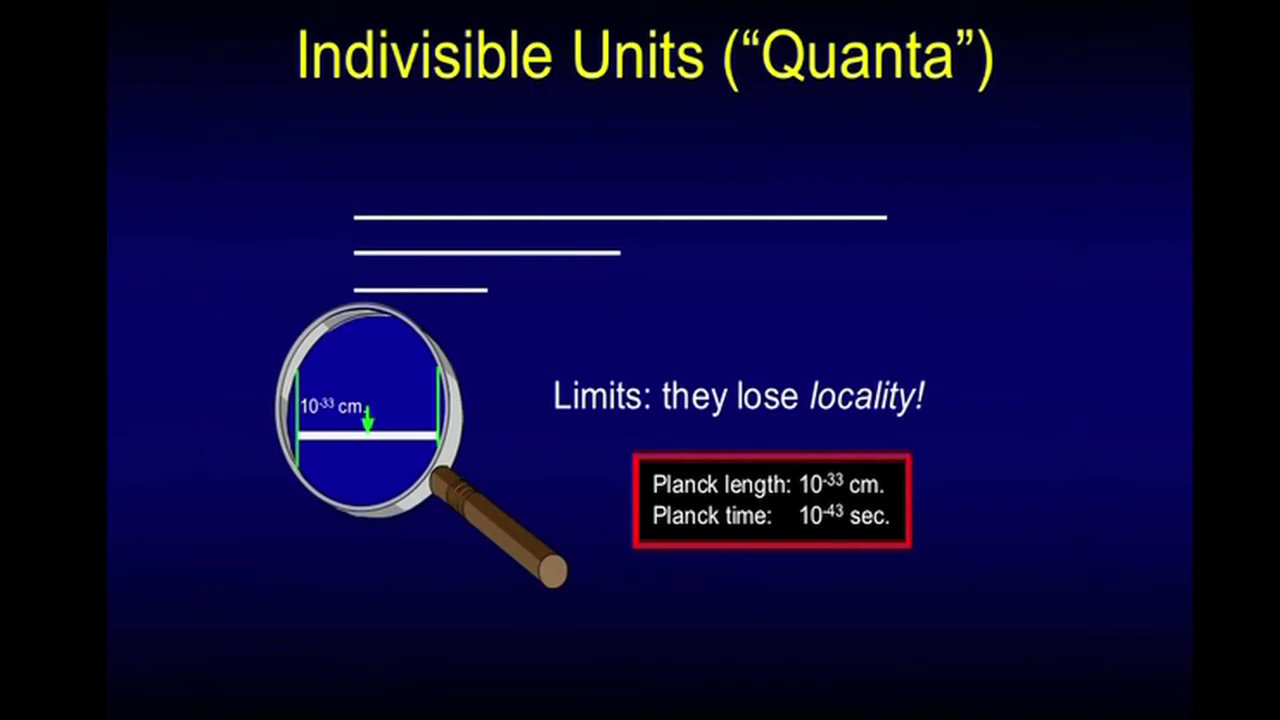 Indivisible Units (“Quanta”)
10⁻³³ cm.
Limits: they lose locality!
Planck length: 10⁻³³ cm.
Planck time: 10⁻⁴³ sec.